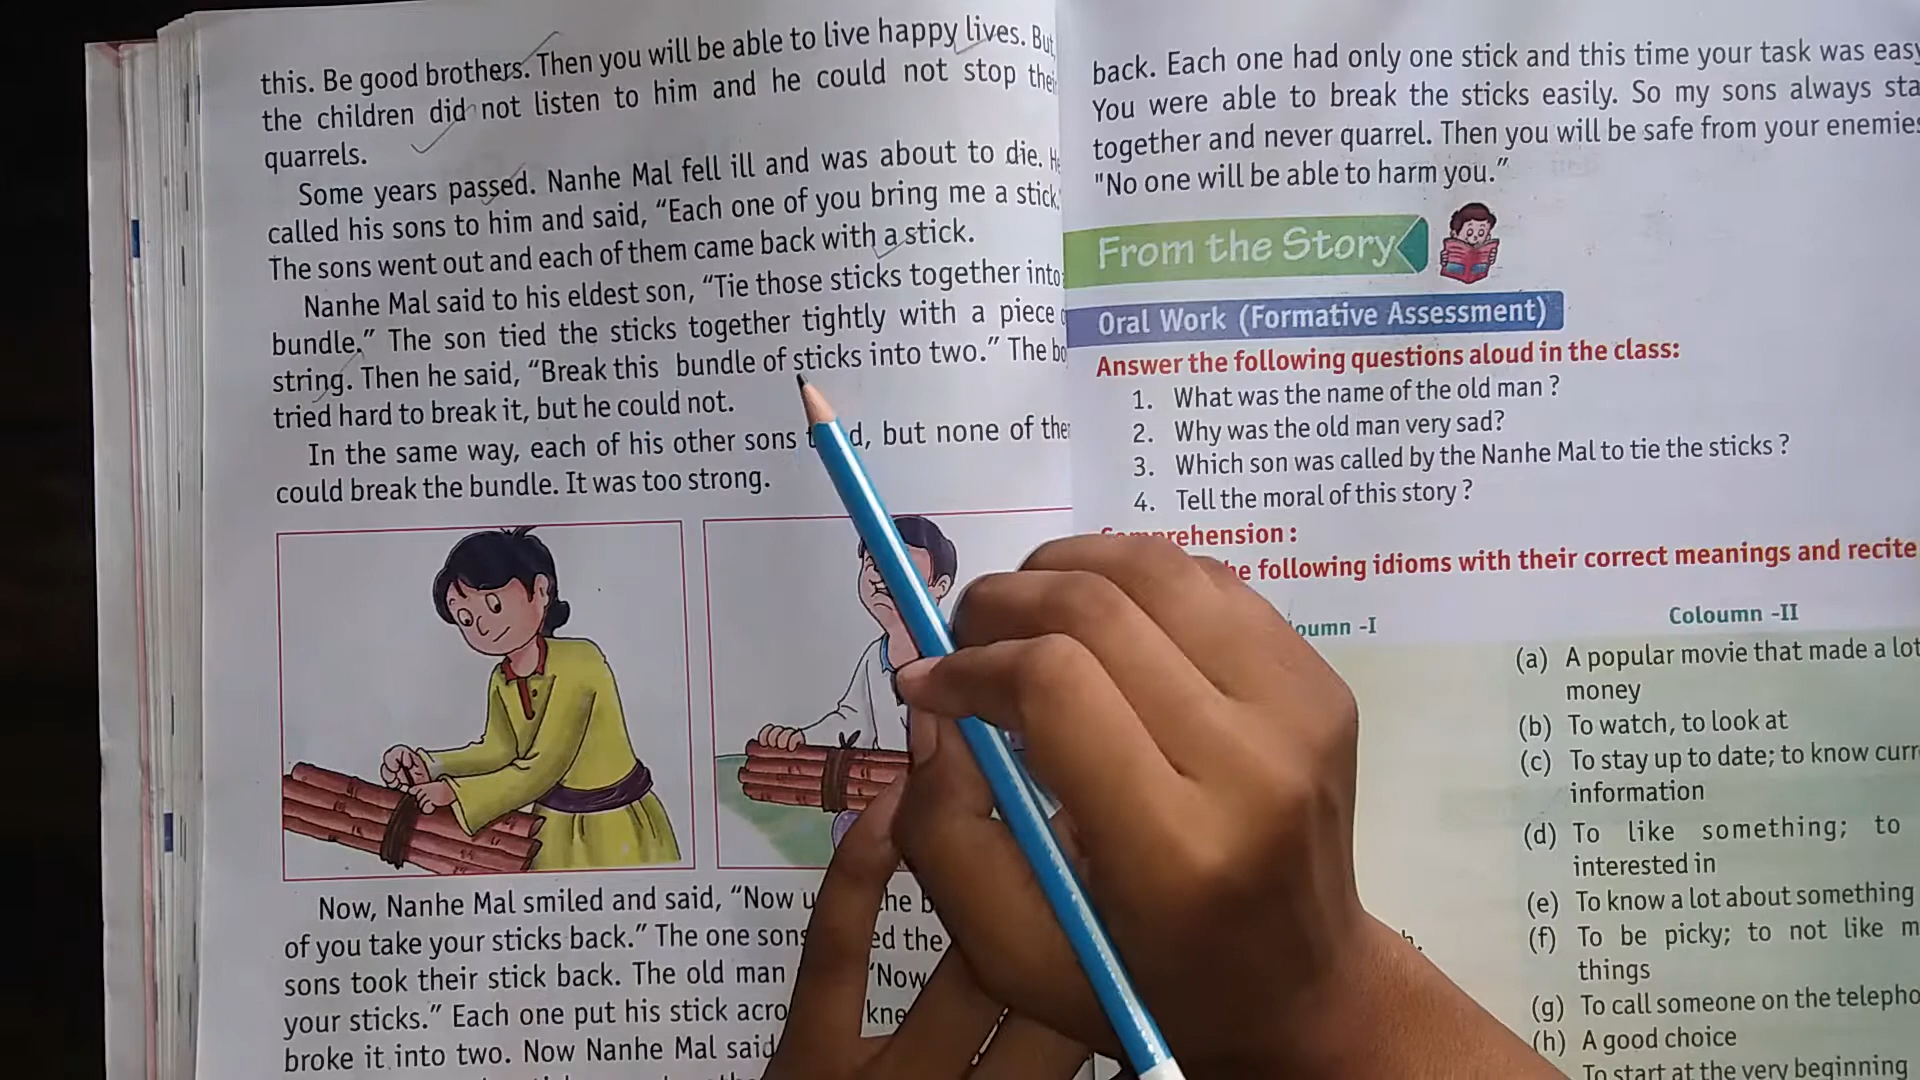 this. Be good brothers. Then you will be able to live happy lives. But
the children did not listen to him and he could not stop
quarrels.
Some years passed. Nanhe Mal fell ill and was about to die.
called his sons to him and said, “Each one of you bring me a stick.
The sons went out and each of them came back with a stick.
Nanhe Mal said to his eldest son, “Tie those sticks together into
bundle.” The son tied the sticks together tightly with a piece
string. Then he said, “Break this bundle of sticks into two.” The
tried hard to break it, but he could not.
In the same way, each of his other sons but none of
could break the bundle. It was too strong.
Now, Nanhe Mal smiled and said, “Now
of you take your sticks back.” The one sons the
sons took their stick back. The old man “Now
your sticks.” Each one put his stick
broke it into two. Now Nanhe Mal said
back. Each one had only one stick and this time your task was easy
You were able to break the sticks easily. So my sons always
together and never quarrel. Then you will be safe from your enemies
"No one will be able to harm you.”
From the Story
Oral Work (Formative Assessment)
Answer the following questions aloud in the class:
1. What was the name of the old man ?
2. Why was the old man very sad?
3. Which son was called by the Nanhe Mal to tie the sticks ?
4. Tell the moral of this story ?
Comprehension :
following idioms with their correct meanings and recite
-I
Coloumn -II
(a) A popular movie that made a lot
money
(b) To watch, to look at
(c) To stay up to date; to know
information
(d) To like something; to
interested in
(e) To know a lot about something
(f) To be picky; to not like
things
(g) To call someone on the
(h) A good choice
To start at the very beginning